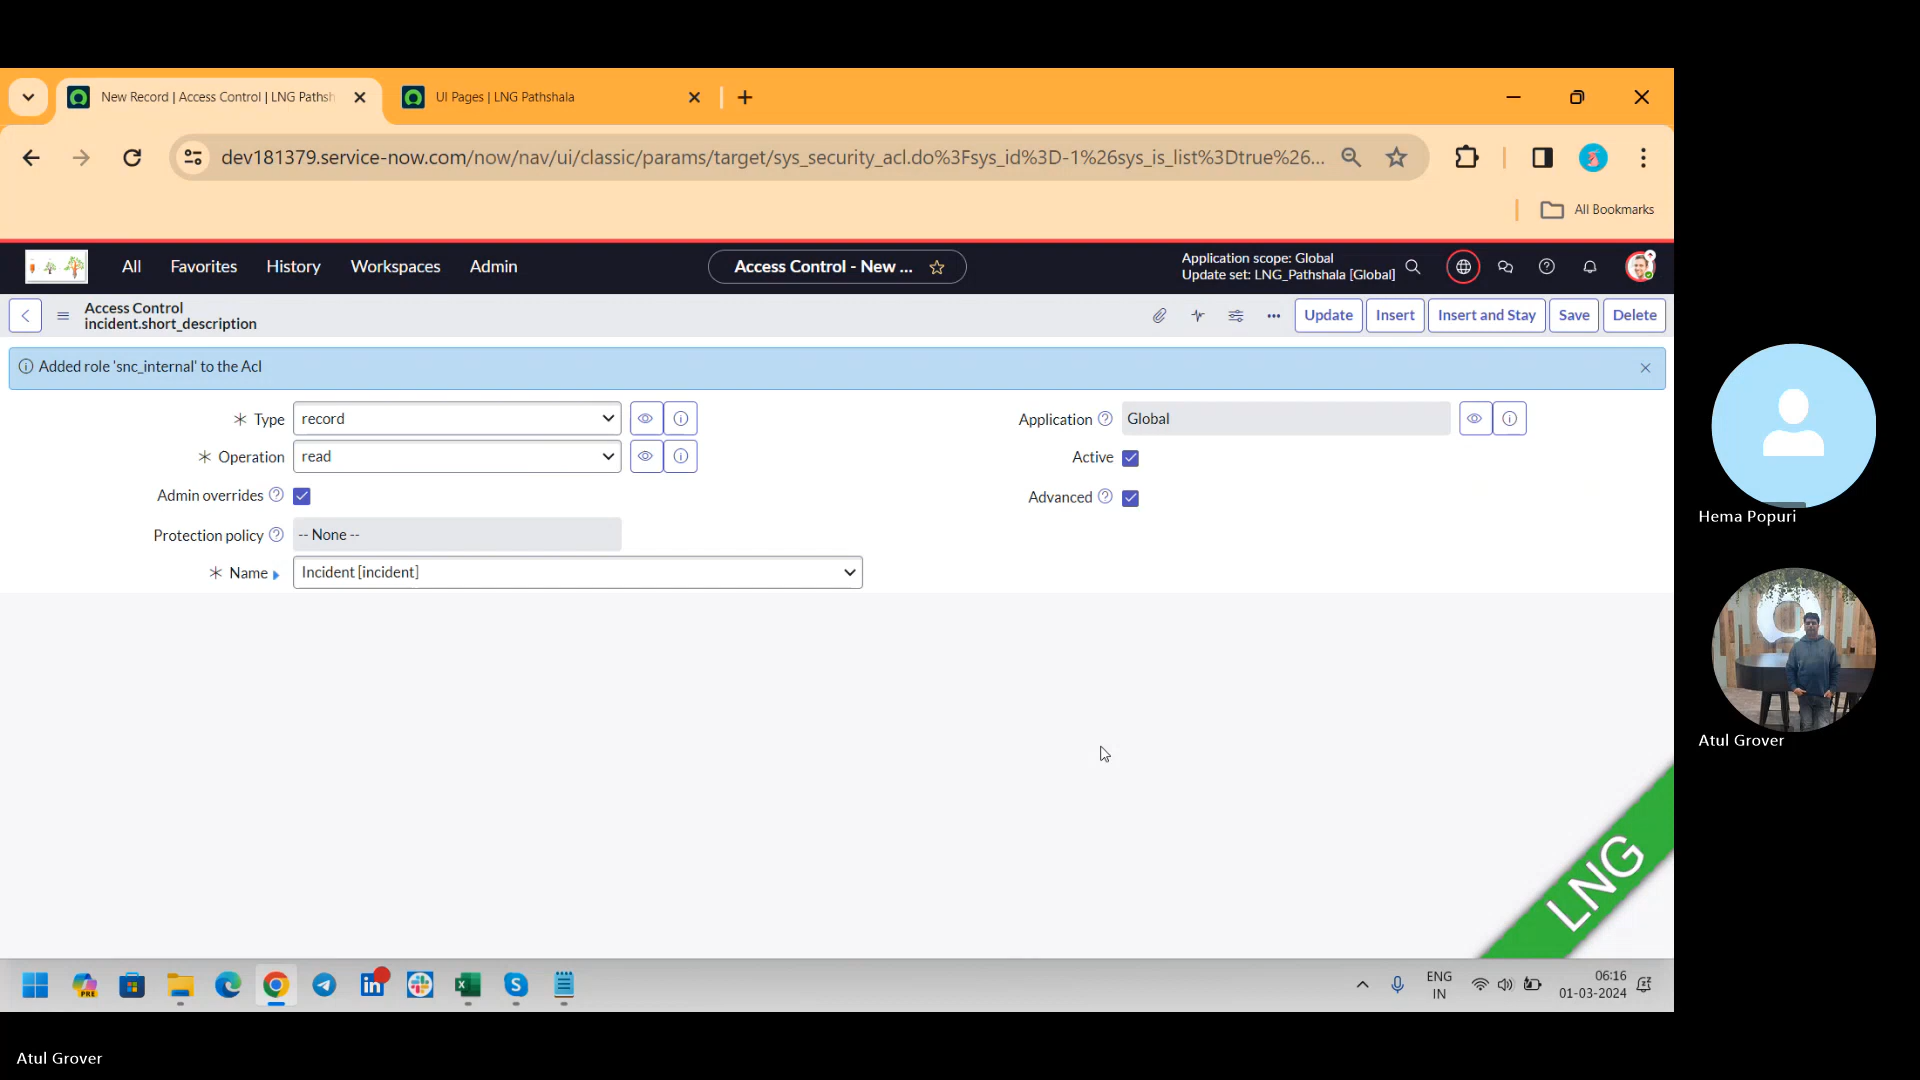 New Record | Access Control | LNG Pathsh
UI Pages | LNG Pathshala
dev181379.service-now.com/now/nav/ui/classic/params/target/sys_security_acl.do%3Fsys_id%3D-1%26sys_is_list%3Dtrue%26...
All Bookmarks
All
Favorites
History
Workspaces
Admin
Access Control - New ...
Application scope: Global
Update set: LNG_Pathshala [Global]
Access Control
incident.short_description
Update
Insert
Insert and Stay
Save
Delete
Added role 'snc_internal' to the Acl
Type
record
Application
Global
Operation
read
Active
Admin overrides
Advanced
Protection policy
-- None --
Name
Incident [incident]
LNG
Hema Popuri
Atul Grover
PRE
ENG
IN
06:16
01-03-2024
Atul Grover